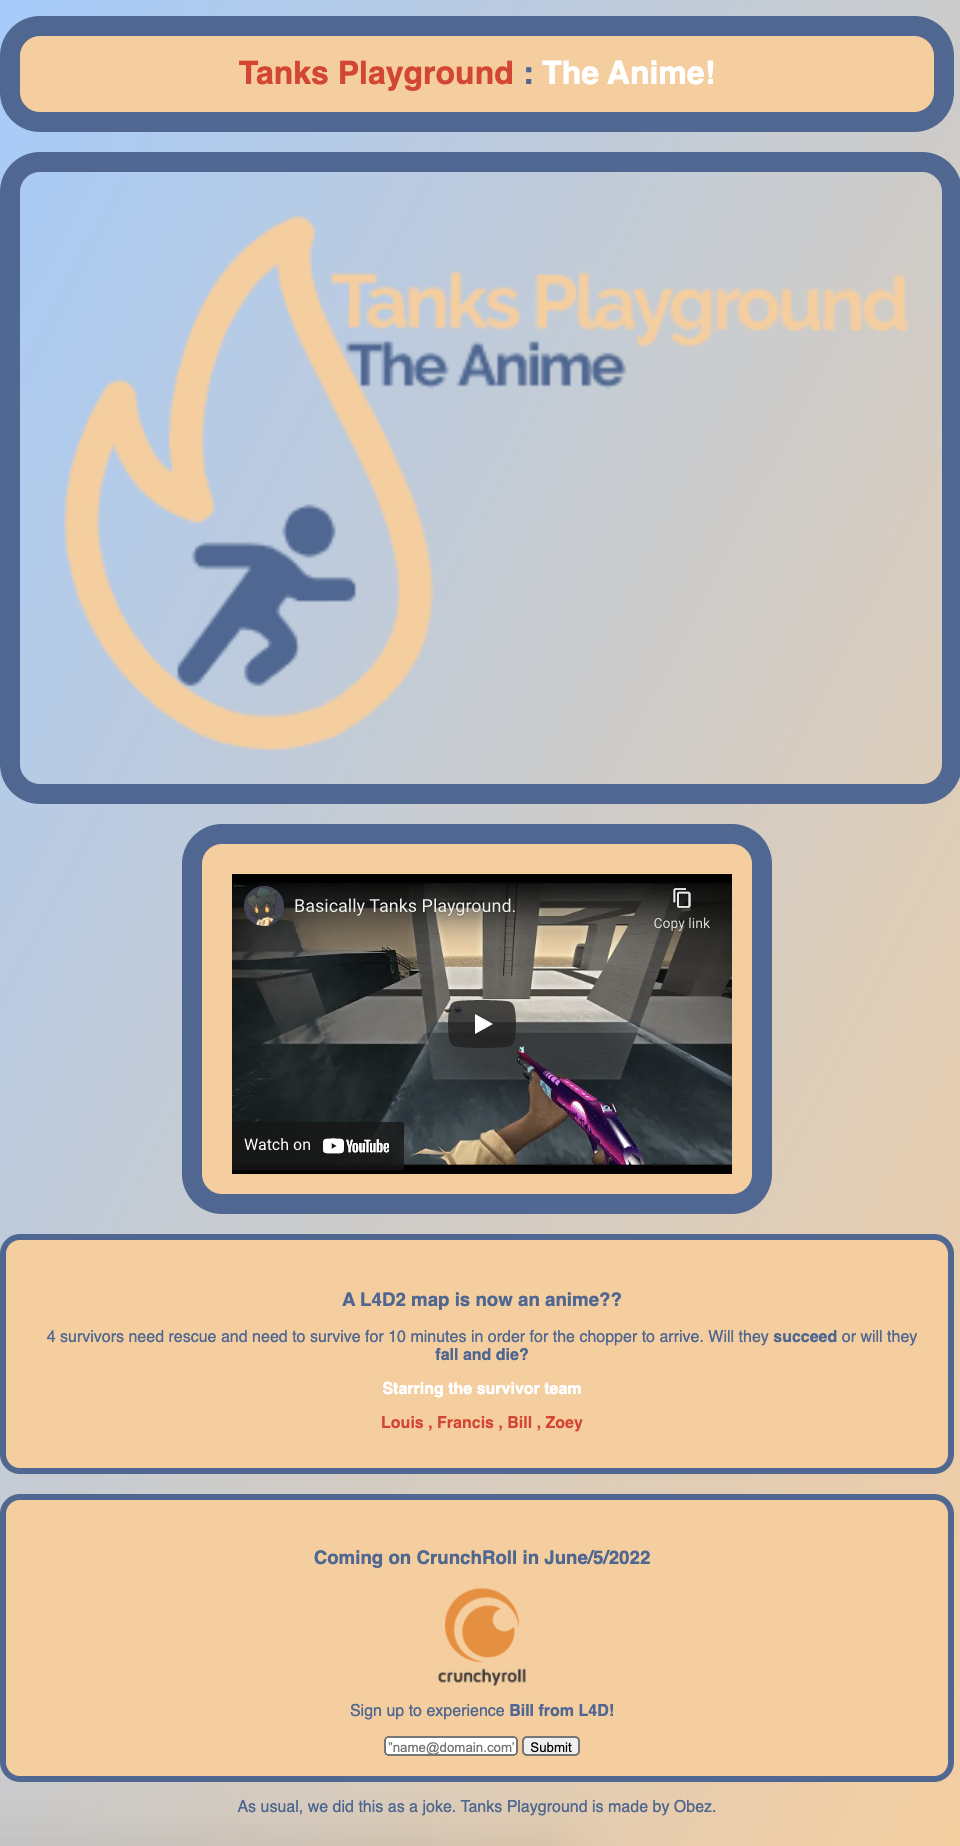 Tanks Playground : The Anime!
Tanks Playground
The Anime
Basically Tanks Playground.
Copy link
Watch on YouTube
A L4D2 map is now an anime??
4 survivors need rescue and need to survive for 10 minutes in order for the chopper to arrive. Will they succeed or will they
fall and die?
Starring the survivor team
Louis , Francis , Bill , Zoey
Coming on CrunchRoll in June/5/2022
crunchyroll
Sign up to experience Bill from L4D!
"name@domain.com" Submit
As usual, we did this as a joke. Tanks Playground is made by Obez.